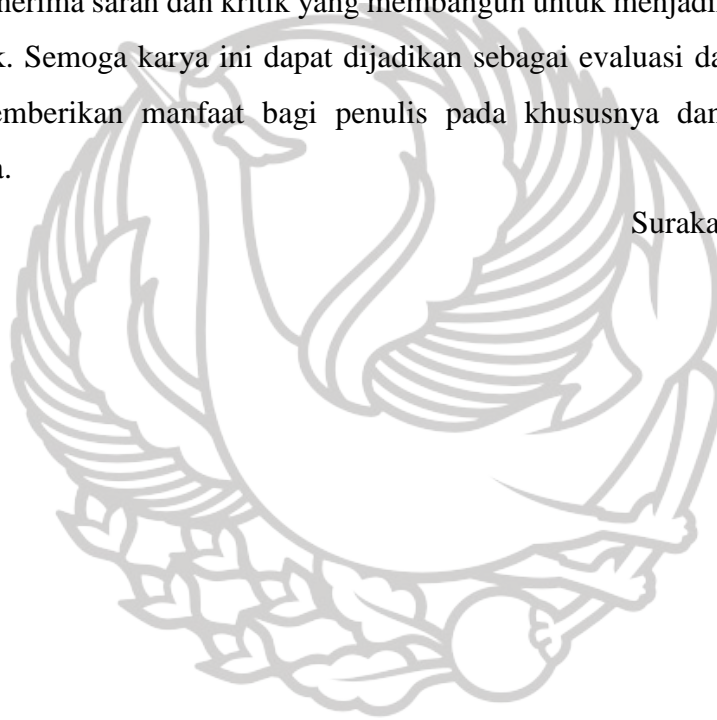 nerima saran dan kritik yang membangun untuk menjadi
k. Semoga karya ini dapat dijadikan sebagai evaluasi da
emberikan manfaat bagi penulis pada khususnya dan
a.
Suraka